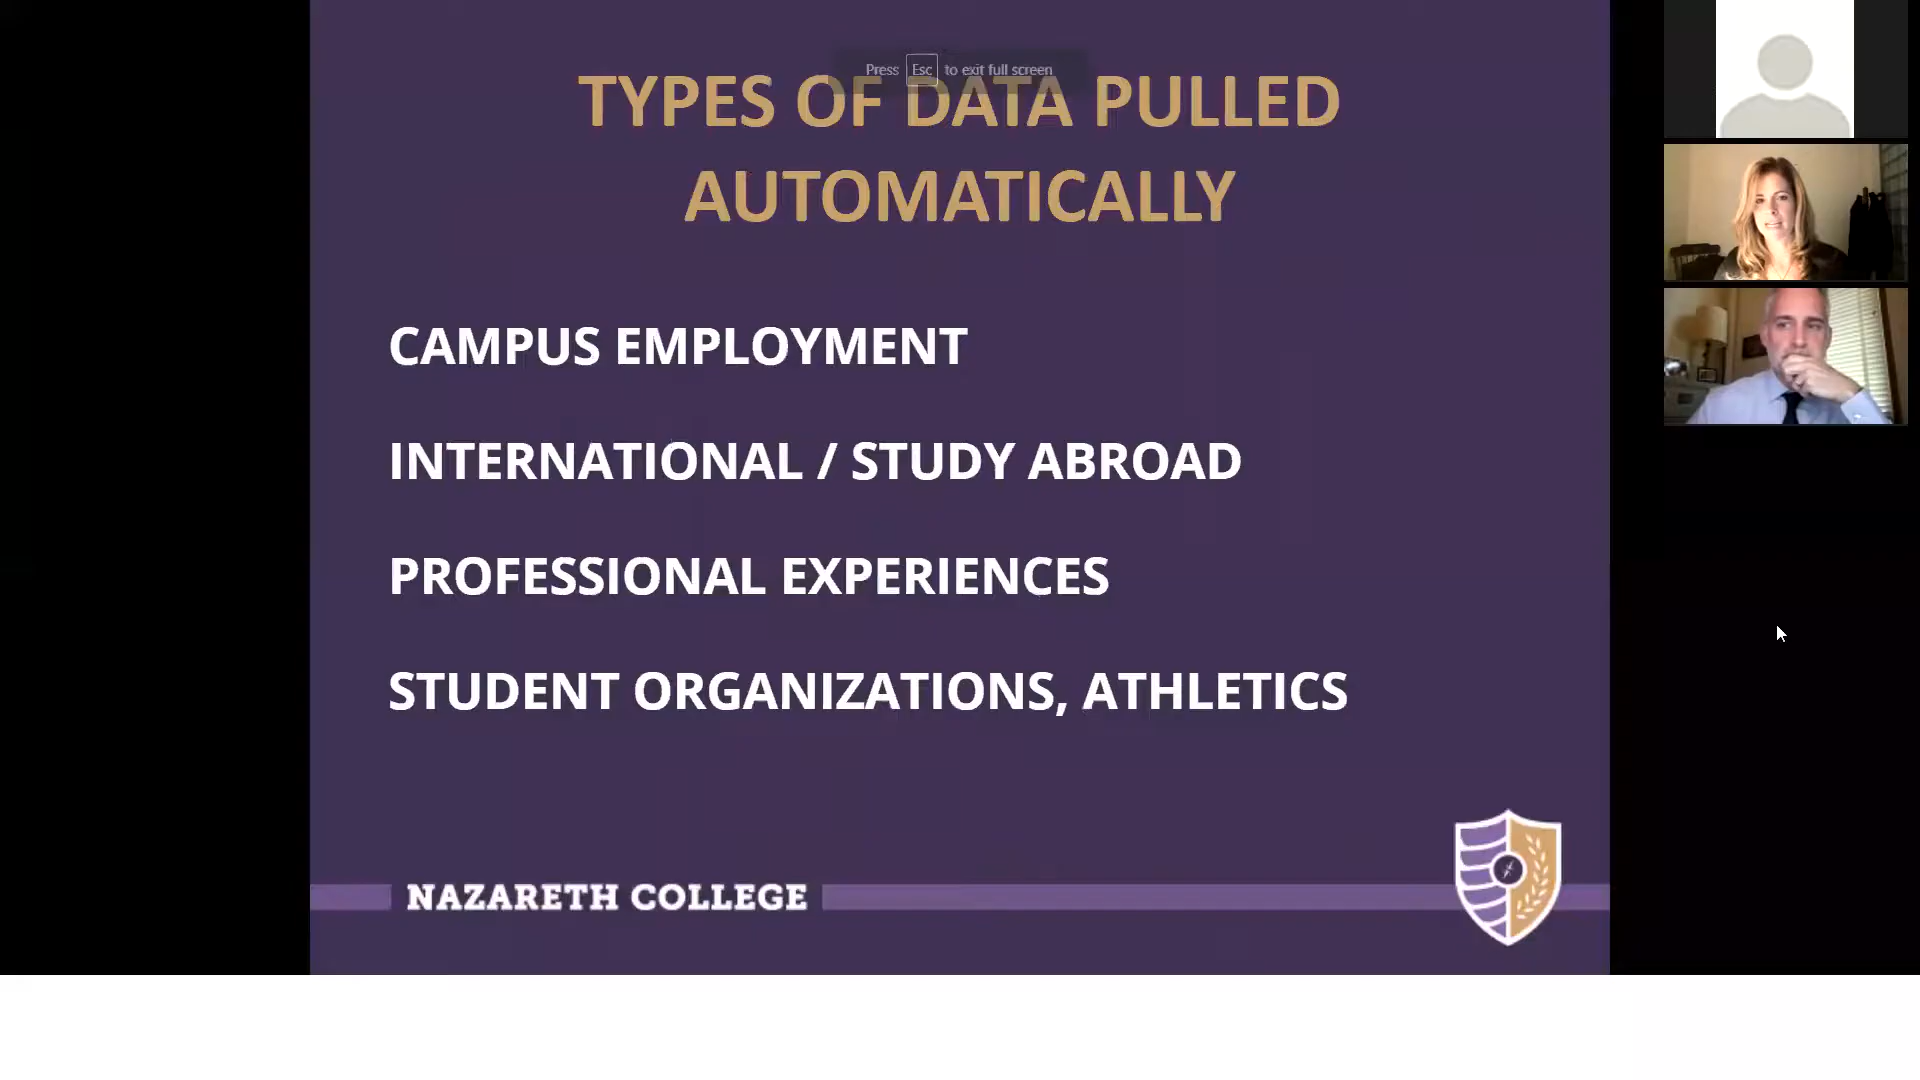 Press Esc to exit full screen
TYPES OF DATA PULLED
AUTOMATICALLY
CAMPUS EMPLOYMENT
INTERNATIONAL / STUDY ABROAD
PROFESSIONAL EXPERIENCES
STUDENT ORGANIZATIONS, ATHLETICS
NAZARETH COLLEGE